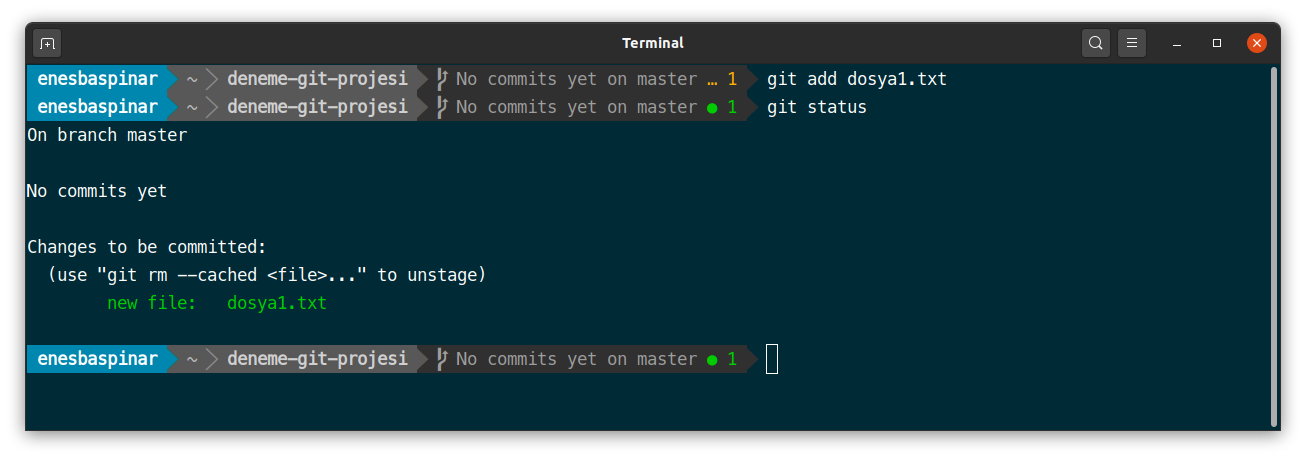 Terminal
enesbaspinar ~ deneme-git-projesi No commits yet on master … 1 git add dosya1.txt
enesbaspinar ~ deneme-git-projesi No commits yet on master ● 1 git status
On branch master
No commits yet
Changes to be committed:
(use "git rm --cached <file>..." to unstage)
new file: dosya1.txt
enesbaspinar ~ deneme-git-projesi No commits yet on master ● 1